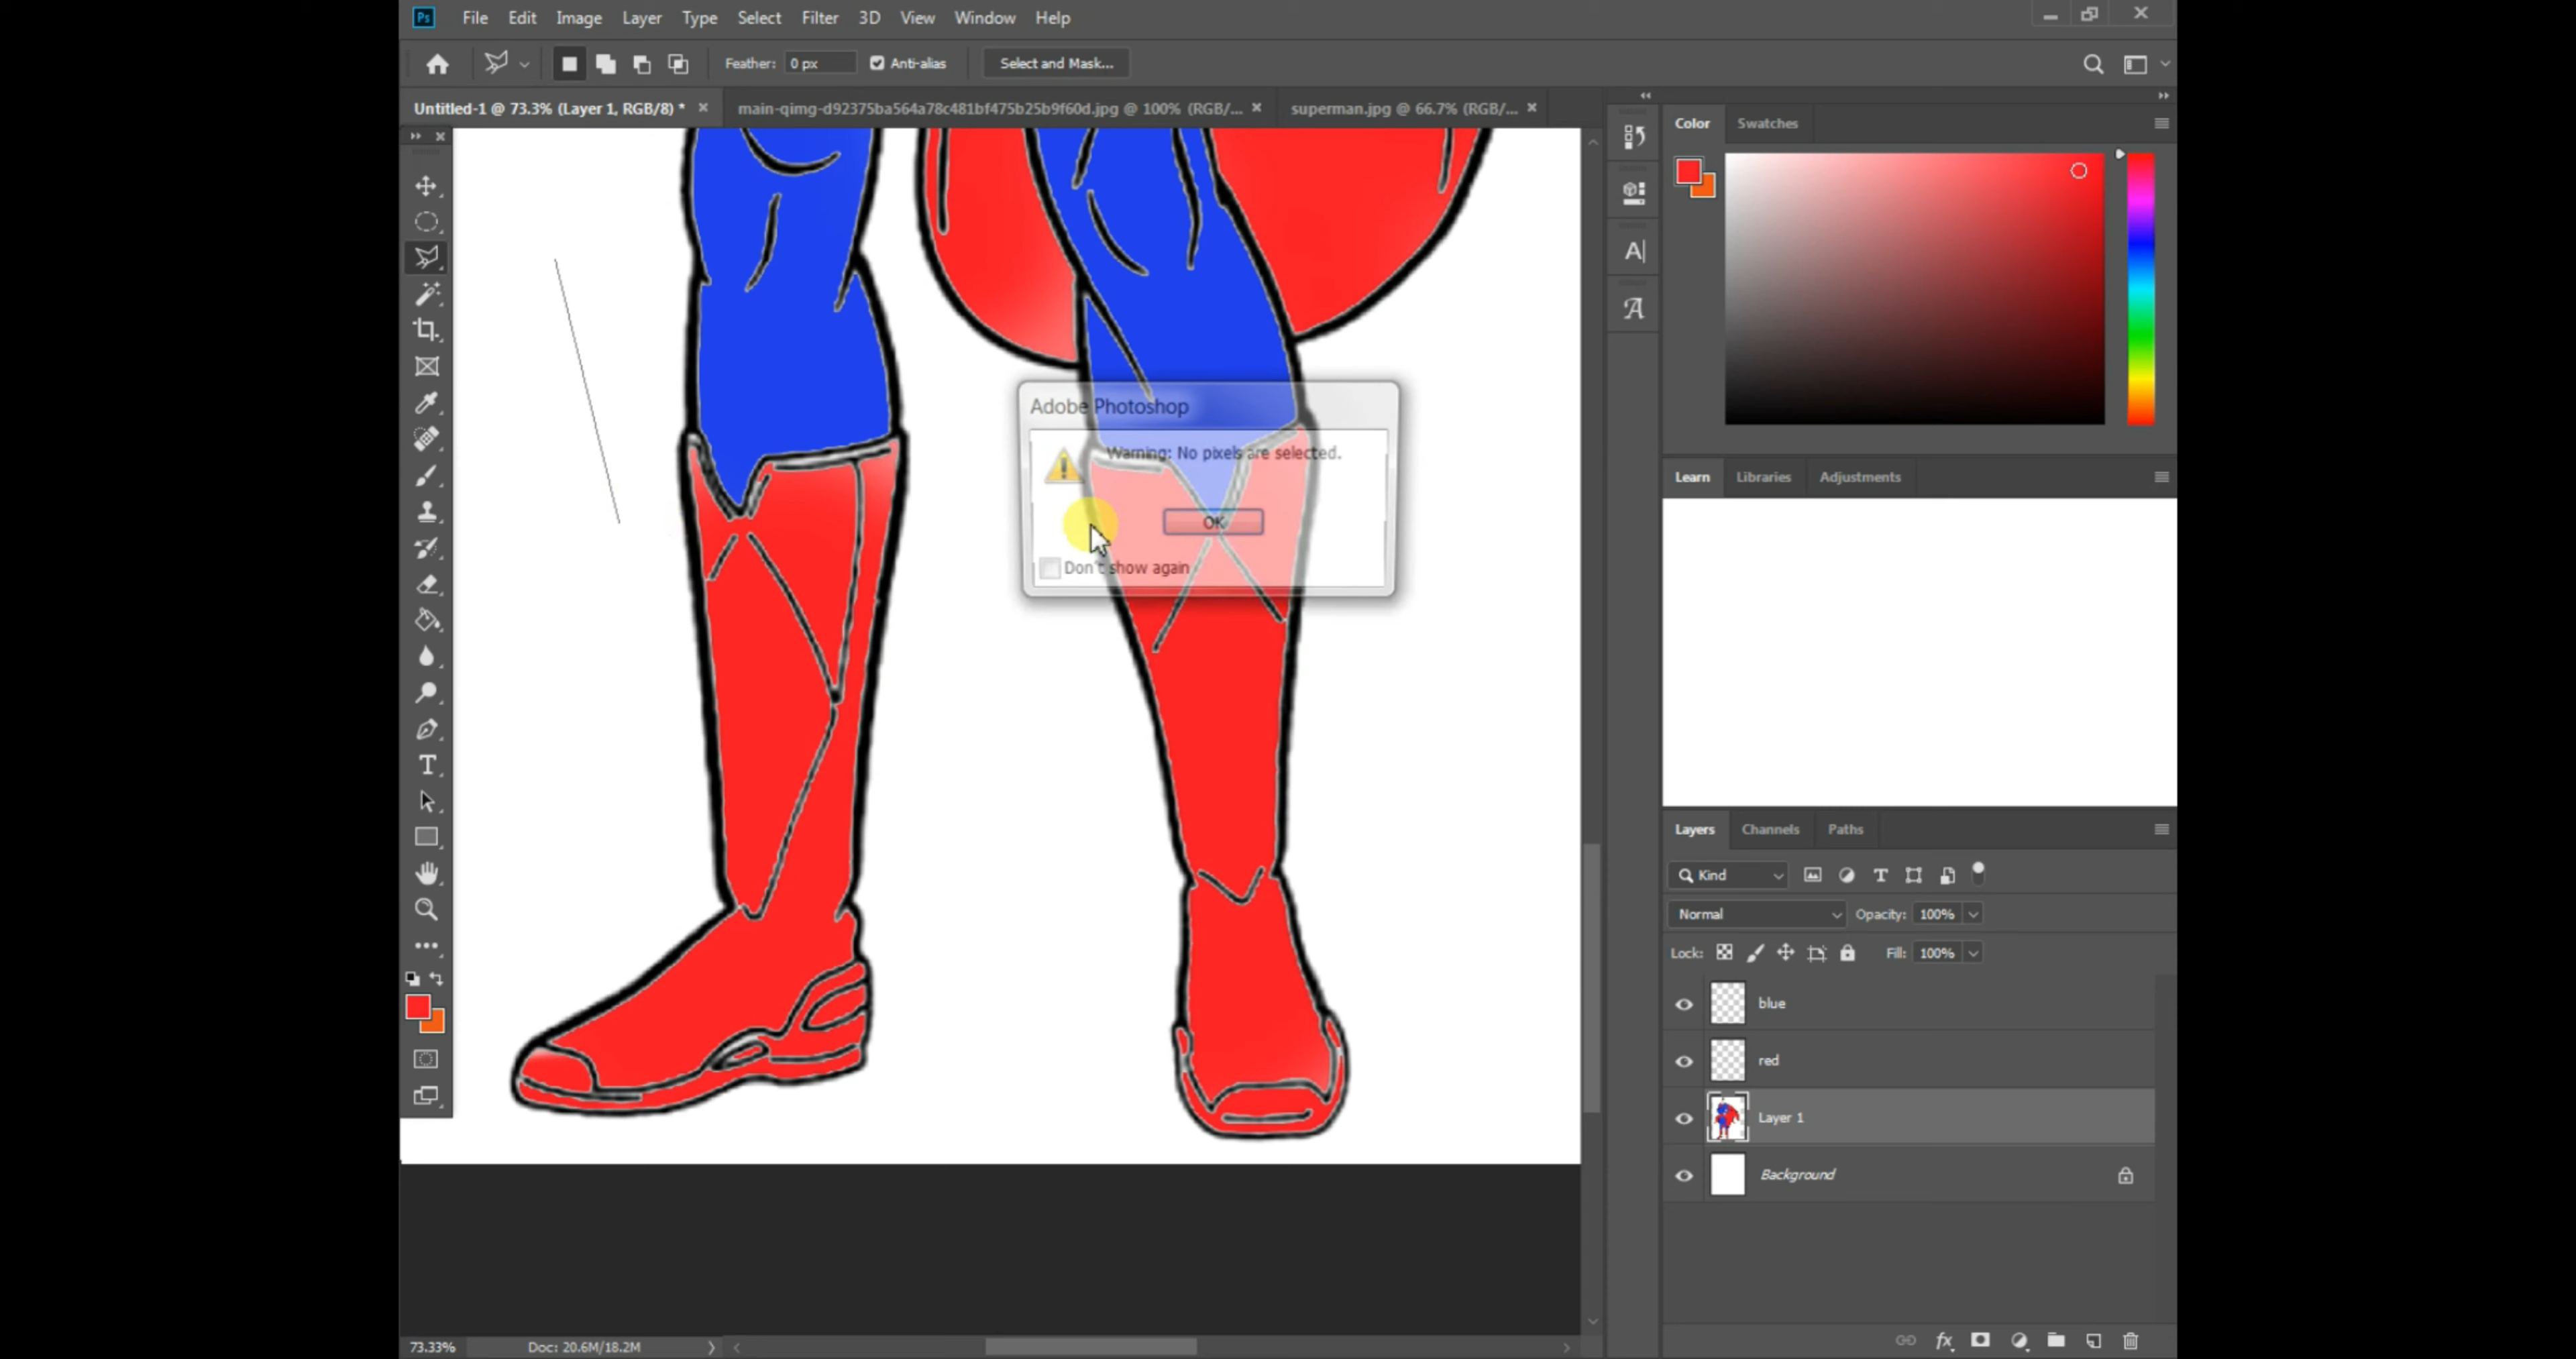 Ps File Edit Image Layer Type Select Filter 3D View Window Help
Feather: 0 px Anti-alias Select and Mask...
Untitled-1 @ 73.3% (Layer 1, RGB/8) * × main-qimg-d92375ba564a78c481bf475b25b9f60d.jpg @ 100% (RGB/... × superman.jpg @ 66.7% (RGB/... ×
Color Swatches
Adobe Photoshop
Warning: No pixels are selected.
OK
Don't show again
Learn Libraries Adjustments
Layers Channels Paths
Kind
Normal Opacity: 100%
Lock: Fill: 100%
blue
red
Layer 1
Background
fx
73.33% Doc: 20.6M/18.2M